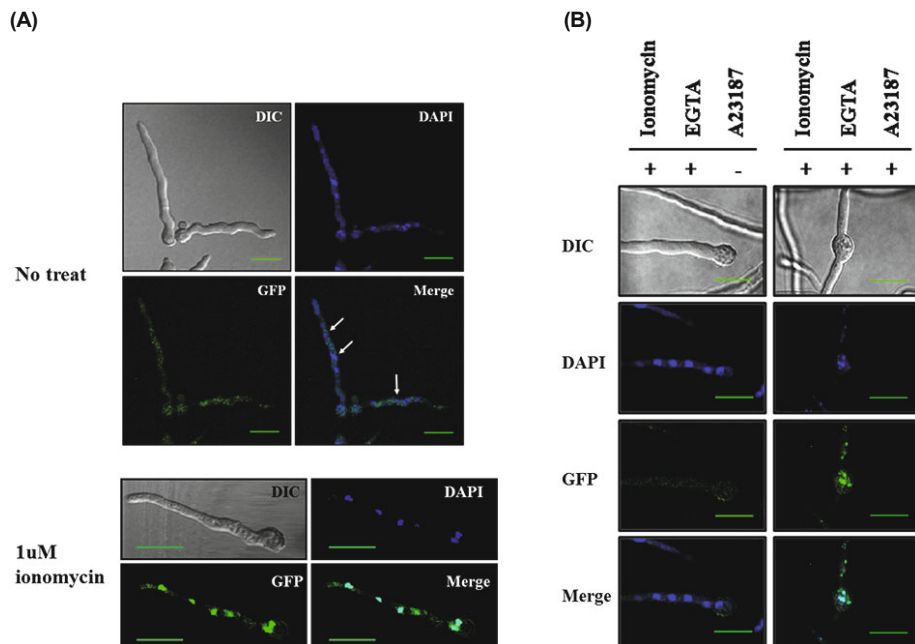 (A)
DIC
DAPI
No treat
GFP
Merge
DIC
DAPI
1uM
ionomycin
GFP
Merge
(B)
Ionomycin
EGTA
A23187
Ionomycin
EGTA
A23187
+ + -
+ + +
DIC
DAPI
GFP
Merge